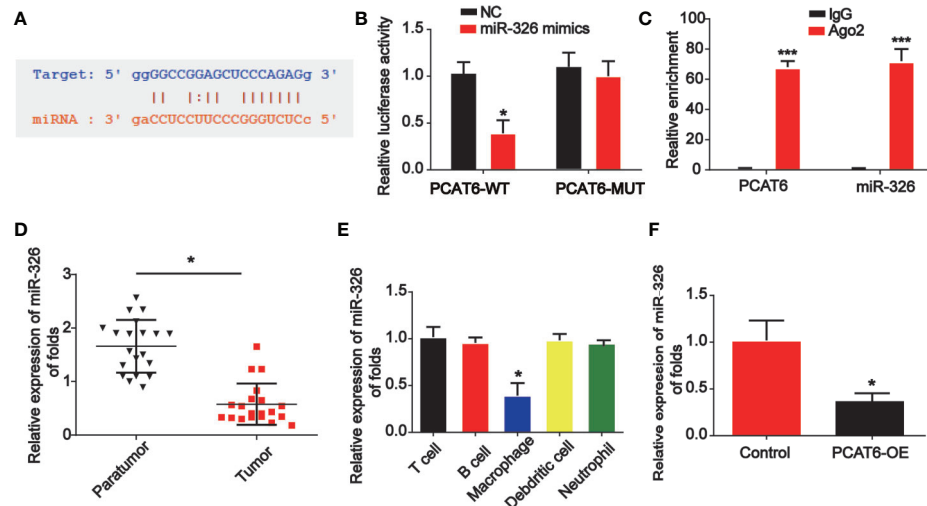 A
Target: 5' ggGGCCGGAGCUCCCAGAGg 3'
|| |:|| |||||||
miRNA : 3' gaCCUCCUUCCCGGGUCUCc 5'
B
NC
miR-326 mimics
Realtive luciferase activity
1.5
1.0
0.5
0.0
*
PCAT6-WT
PCAT6-MUT
C
IgG
Ago2
Realtive enrichment
100
80
60
40
20
0
***
***
PCAT6
miR-326
D
Relative expression of miR-326
of folds
3
2
1
0
*
Paratumor
Tumor
E
Relative expression of miR-326
of folds
1.5
1.0
0.5
0.0
*
T cell
B cell
Macrophage
Debdritic cell
Neutrophil
F
Relative expression of miR-326
of folds
1.5
1.0
0.5
0.0
*
Control
PCAT6-OE